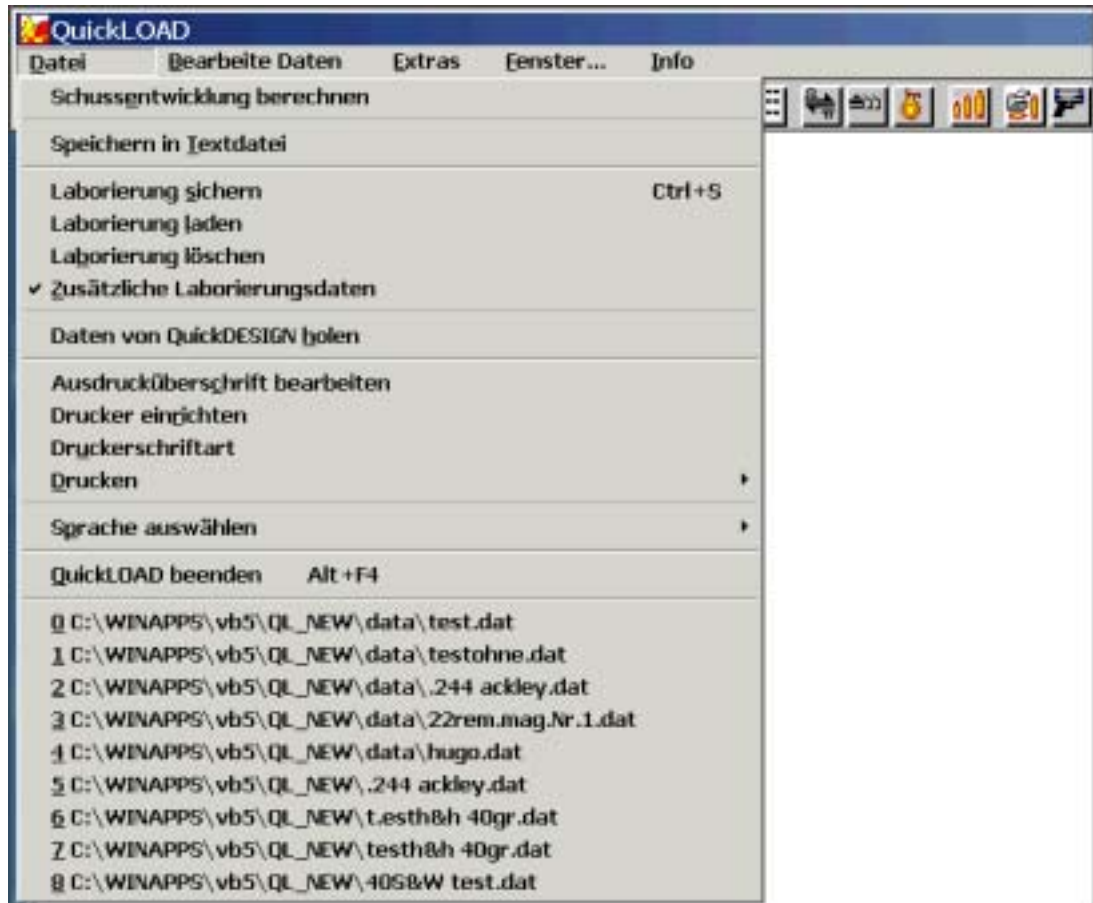 QuickLOAD
Datei Bearbeite Daten Extras Fenster... Info
Schussentwicklung berechnen
Speichern in Textdatei
Laborierung sichern Ctrl+S
Laborierung laden
Laborierung löschen
Zusätzliche Laborierungsdaten
Daten von QuickDESIGN holen
Ausdrucküberschrift bearbeiten
Drucker einrichten
Druckerschriftart
Drucken
Sprache auswählen
QuickLOAD beenden Alt +F4
0 C:\WINAPPS\vb5\QL_NEW\data\test.dat
1 C:\WINAPPS\vb5\QL_NEW\data\testohne.dat
2 C:\WINAPPS\vb5\QL_NEW\data\.244 ackley.dat
3 C:\WINAPPS\vb5\QL_NEW\data\22rem.mag.Nr.1.dat
4 C:\WINAPPS\vb5\QL_NEW\data\hugo.dat
5 C:\WINAPPS\vb5\QL_NEW\.244 ackley.dat
6 C:\WINAPPS\vb5\QL_NEW\t.esth&h 40gr.dat
7 C:\WINAPPS\vb5\QL_NEW\testh&h 40gr.dat
8 C:\WINAPPS\vb5\QL_NEW\40S&W test.dat